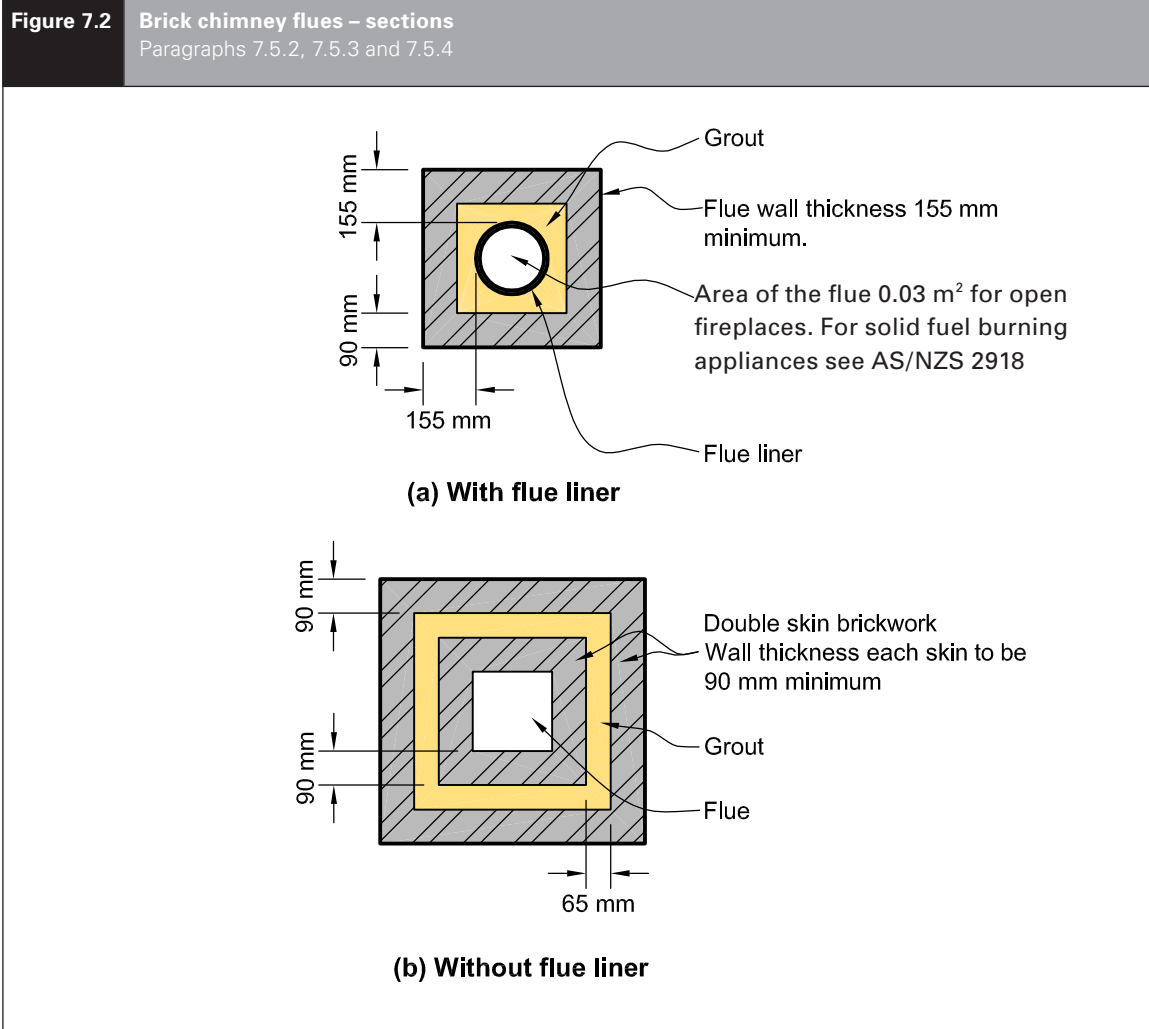 Figure 7.2
Brick chimney flues – sections
Paragraphs 7.5.2, 7.5.3 and 7.5.4
Grout
155 mm
Flue wall thickness 155 mm
minimum.
Area of the flue 0.03 m² for open
fireplaces. For solid fuel burning
appliances see AS/NZS 2918
90 mm
155 mm
Flue liner
(a) With flue liner
90 mm
Double skin brickwork
Wall thickness each skin to be
90 mm minimum
Grout
90 mm
Flue
65 mm
(b) Without flue liner